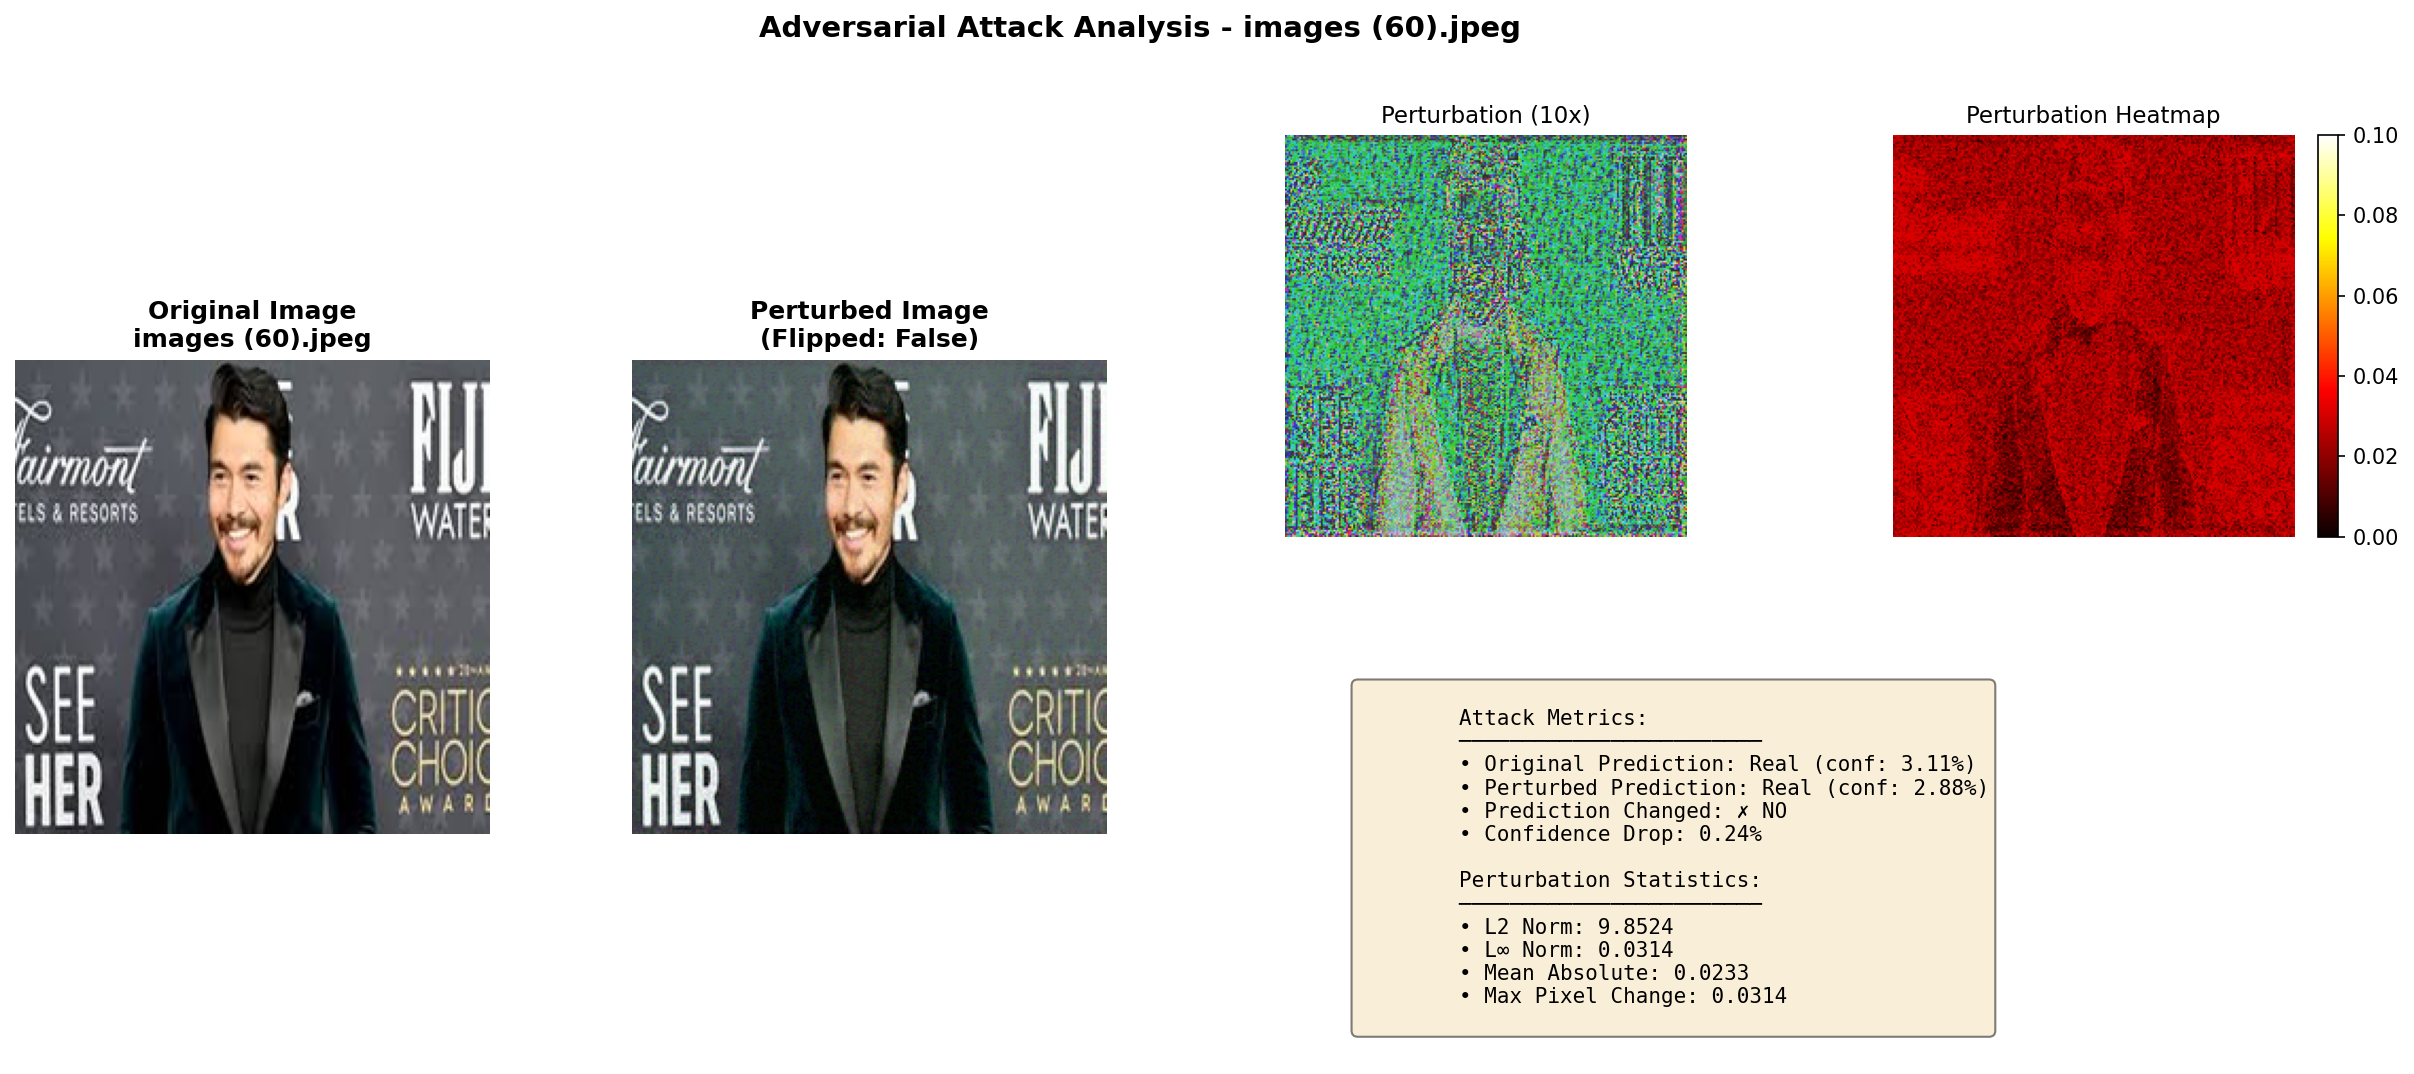 Adversarial Attack Analysis - images (60).jpeg
Original Image
images (60).jpeg
Fairmont
TELS & RESORTS
R
FIJI
WATER
SEE
HER
CRITIC
CHOIC
AWARD
Perturbed Image
(Flipped: False)
Fairmont
TELS & RESORTS
R
FIJI
WATER
SEE
HER
CRITIC
CHOIC
AWARD
Perturbation (10x)
Perturbation Heatmap
0.10
0.08
0.06
0.04
0.02
0.00
Attack Metrics:
• Original Prediction: Real (conf: 3.11%)
• Perturbed Prediction: Real (conf: 2.88%)
• Prediction Changed: ✗ NO
• Confidence Drop: 0.24%
Perturbation Statistics:
• L2 Norm: 9.8524
• L∞ Norm: 0.0314
• Mean Absolute: 0.0233
• Max Pixel Change: 0.0314